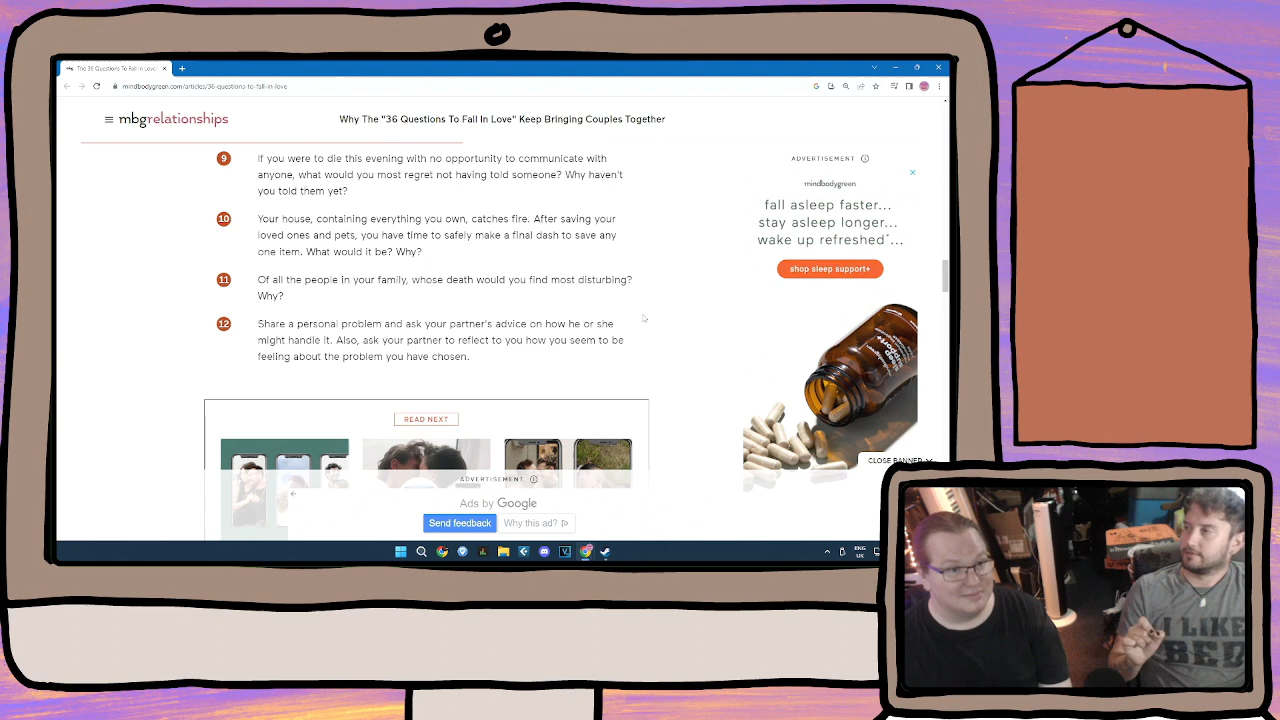 The 36 Questions To Fall In Love
mindbodygreen.com/articles/36-questions-to-fall-in-love
mbgrelationships
Why The "36 Questions To Fall In Love" Keep Bringing Couples Together
9
If you were to die this evening with no opportunity to communicate with
anyone, what would you most regret not having told someone? Why haven't
you told them yet?
10
Your house, containing everything you own, catches fire. After saving your
loved ones and pets, you have time to safely make a final dash to save any
one item. What would it be? Why?
11
Of all the people in your family, whose death would you find most disturbing?
Why?
12
Share a personal problem and ask your partner's advice on how he or she
might handle it. Also, ask your partner to reflect to you how you seem to be
feeling about the problem you have chosen.
READ NEXT
ADVERTISEMENT
Ads by Google
Send feedback
Why this ad?
ADVERTISEMENT
mindbodygreen
fall asleep faster...
stay asleep longer...
wake up refreshed*...
shop sleep support+
sleep
support+
CLOSE BANNER
ENG
UK
I LIKE
BED